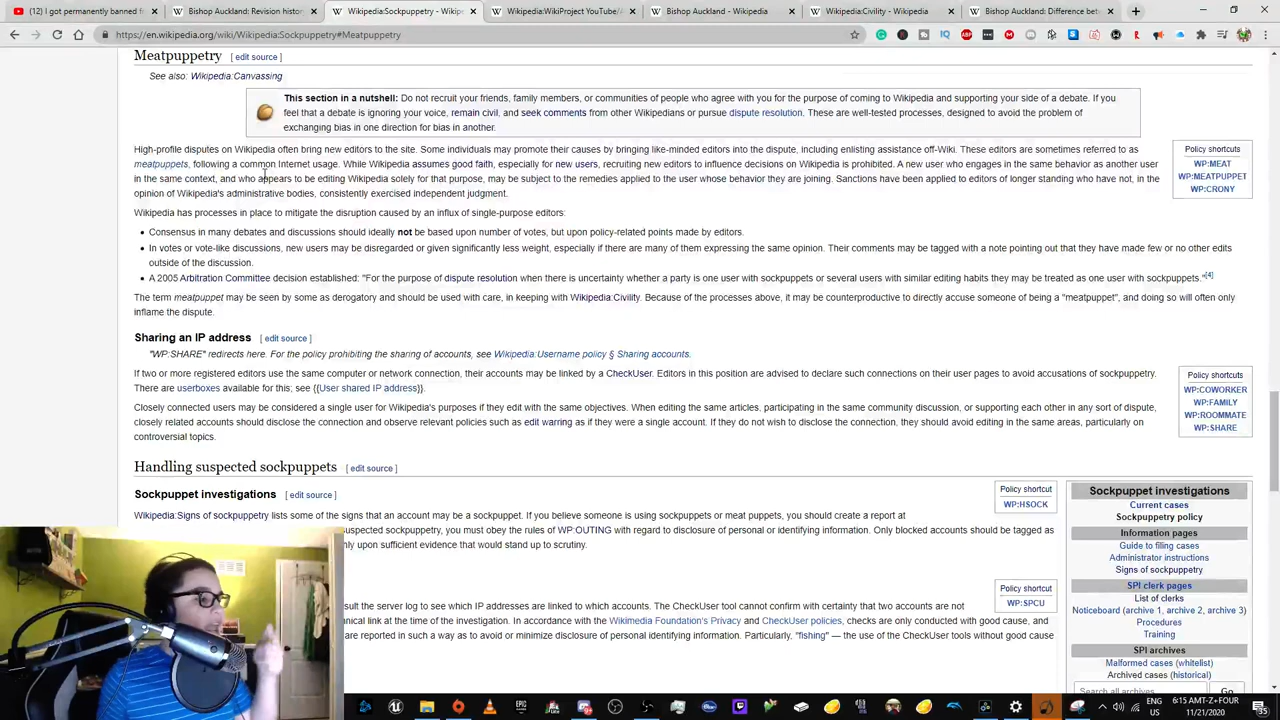 (12) I got permanently banned f
Bishop Auckland: Revision histor
Wikipedia:Sockpuppetry - Wikipe
Wikipedia:WikiProject YouTube/A
Bishop Auckland - Wikipedia
Wikipedia:Civility - Wikipedia
Bishop Auckland: Difference betw
https://en.wikipedia.org/wiki/Wikipedia:Sockpuppetry#Meatpuppetry
Meatpuppetry [ edit source ]
See also: Wikipedia:Canvassing
This section in a nutshell: Do not recruit your friends, family members, or communities of people who agree with you for the purpose of coming to Wikipedia and supporting your side of a debate. If you
feel that a debate is ignoring your voice, remain civil, and seek comments from other Wikipedians or pursue dispute resolution. These are well-tested processes, designed to avoid the problem of
exchanging bias in one direction for bias in another.
High-profile disputes on Wikipedia often bring new editors to the site. Some individuals may promote their causes by bringing like-minded editors into the dispute, including enlisting assistance off-Wiki. These editors are sometimes referred to as
meatpuppets, following a common Internet usage. While Wikipedia assumes good faith, especially for new users, recruiting new editors to influence decisions on Wikipedia is prohibited. A new user who engages in the same behavior as another user
in the same context, and who appears to be editing Wikipedia solely for that purpose, may be subject to the remedies applied to the user whose behavior they are joining. Sanctions have been applied to editors of longer standing who have not, in the
opinion of Wikipedia's administrative bodies, consistently exercised independent judgment.
Policy shortcuts
WP:MEAT
WP:MEATPUPPET
WP:CRONY
Wikipedia has processes in place to mitigate the disruption caused by an influx of single-purpose editors:
• Consensus in many debates and discussions should ideally not be based upon number of votes, but upon policy-related points made by editors.
• In votes or vote-like discussions, new users may be disregarded or given significantly less weight, especially if there are many of them expressing the same opinion. Their comments may be tagged with a note pointing out that they have made few or no other edits
outside of the discussion.
• A 2005 Arbitration Committee decision established: "For the purpose of dispute resolution when there is uncertainty whether a party is one user with sockpuppets or several users with similar editing habits they may be treated as one user with sockpuppets."[4]
The term meatpuppet may be seen by some as derogatory and should be used with care, in keeping with Wikipedia:Civility. Because of the processes above, it may be counterproductive to directly accuse someone of being a "meatpuppet", and doing so will often only
inflame the dispute.
Sharing an IP address [ edit source ]
"WP:SHARE" redirects here. For the policy prohibiting the sharing of accounts, see Wikipedia:Username policy § Sharing accounts.
If two or more registered editors use the same computer or network connection, their accounts may be linked by a CheckUser. Editors in this position are advised to declare such connections on their user pages to avoid accusations of sockpuppetry.
There are userboxes available for this; see {{User shared IP address}}.
Closely connected users may be considered a single user for Wikipedia's purposes if they edit with the same objectives. When editing the same articles, participating in the same community discussion, or supporting each other in any sort of dispute,
closely related accounts should disclose the connection and observe relevant policies such as edit warring as if they were a single account. If they do not wish to disclose the connection, they should avoid editing in the same areas, particularly on
controversial topics.
Policy shortcuts
WP:COWORKER
WP:FAMILY
WP:ROOMMATE
WP:SHARE
Handling suspected sockpuppets [ edit source ]
Sockpuppet investigations [ edit source ]
Policy shortcut
WP:HSOCK
Wikipedia:Signs of sockpuppetry lists signs that an account may be a sockpuppet. If you believe someone is using sockpuppets or meat puppets, you should create a report at
suspected sockpuppetry, you must obey the rules of WP:OUTING with regard to disclosure of personal or identifying information. Only blocked accounts should be tagged as
upon sufficient evidence that would stand up to scrutiny.
Policy shortcut
WP:SPCU
the server log to see which IP addresses are linked to which accounts. The CheckUser tool cannot confirm with certainty that two accounts are not
link at the time of the investigation. In accordance with the Wikimedia Foundation's Privacy and CheckUser policies, checks are only conducted with good cause, and
are reported in such a way as to avoid or minimize disclosure of personal identifying information. Particularly, "fishing" — the use of the CheckUser tools without good cause
Sockpuppet investigations
Current cases
Sockpuppetry policy
Information pages
Guide to filing cases
Administrator instructions
Signs of sockpuppetry
SPI clerk pages
List of clerks
Noticeboard (archive 1, archive 2, archive 3)
Procedures
Training
SPI archives
Malformed cases (whitelist)
Archived cases (historical)
Search all archives
Go
ENG
6:15 AMT-Z+FOUR
11/21/2020